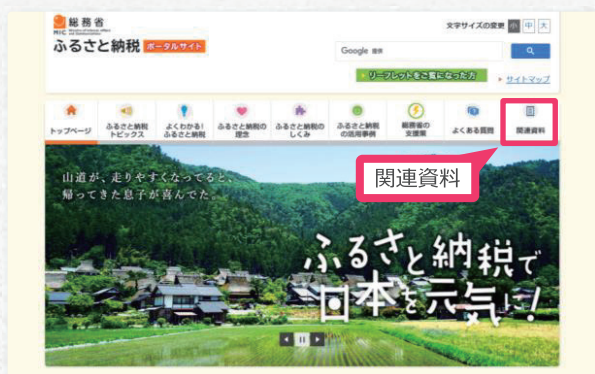 総務省
MIC Ministry of Internal Affairs and Communications
ふるさと納税 ポータルサイト
文字サイズの変更 小 中 大
Google 検索
リーフレットをご覧になった方
サイトマップ
トップページ
ふるさと納税
トピックス
よくわかる!
ふるさと納税
ふるさと納税の
理念
ふるさと納税の
しくみ
ふるさと納税
の活用事例
総務省の
支援策
よくある質問
関連資料
関連資料
山道が、走りやすくなってると、
帰ってきた息子が喜んでた。
ふるさと納税で
日本を元気に!